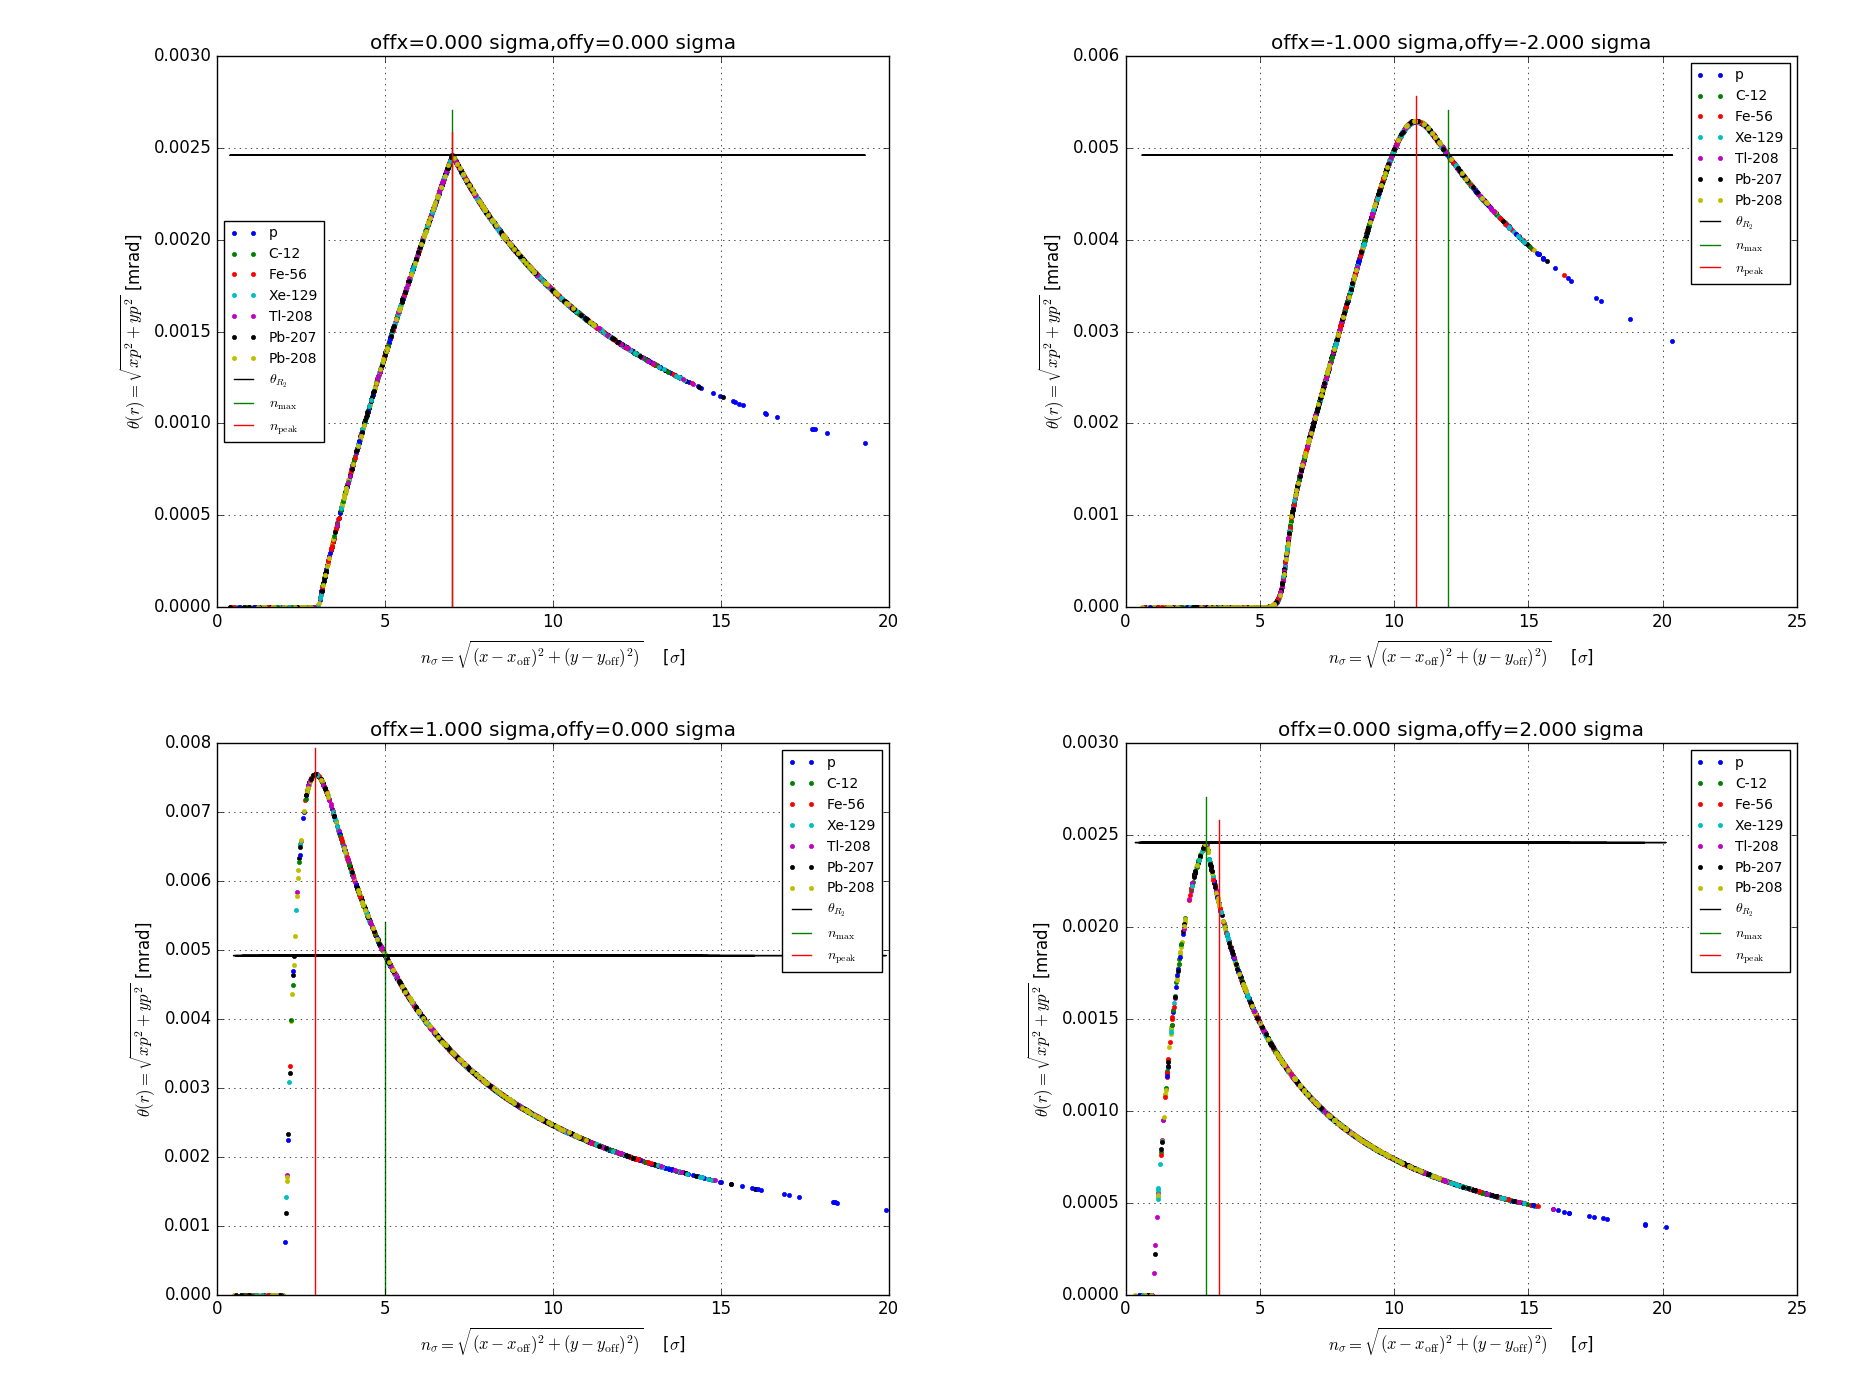 offx=0.000 sigma,offy=0.000 sigma
0.0030
0.0025
0.0020
0.0015
0.0010
0.0005
0.0000
θ(r) = √xp² + yp² [mrad]
p
C-12
Fe-56
Xe-129
Tl-208
Pb-207
Pb-208
θ_R₂
n_max
n_peak
0 5 10 15 20
n_σ = √(x − x_off)² + (y − y_off)²) [σ]
offx=-1.000 sigma,offy=-2.000 sigma
0.006
0.005
0.004
0.003
0.002
0.001
0.000
θ(r) = √xp² + yp² [mrad]
p
C-12
Fe-56
Xe-129
Tl-208
Pb-207
Pb-208
θ_R₂
n_max
n_peak
0 5 10 15 20 25
n_σ = √(x − x_off)² + (y − y_off)²) [σ]
offx=1.000 sigma,offy=0.000 sigma
0.008
0.007
0.006
0.005
0.004
0.003
0.002
0.001
0.000
θ(r) = √xp² + yp² [mrad]
p
C-12
Fe-56
Xe-129
Tl-208
Pb-207
Pb-208
θ_R₂
n_max
n_peak
0 5 10 15 20
n_σ = √(x − x_off)² + (y − y_off)²) [σ]
offx=0.000 sigma,offy=2.000 sigma
0.0030
0.0025
0.0020
0.0015
0.0010
0.0005
0.0000
θ(r) = √xp² + yp² [mrad]
p
C-12
Fe-56
Xe-129
Tl-208
Pb-207
Pb-208
θ_R₂
n_max
n_peak
0 5 10 15 20 25
n_σ = √(x − x_off)² + (y − y_off)²) [σ]